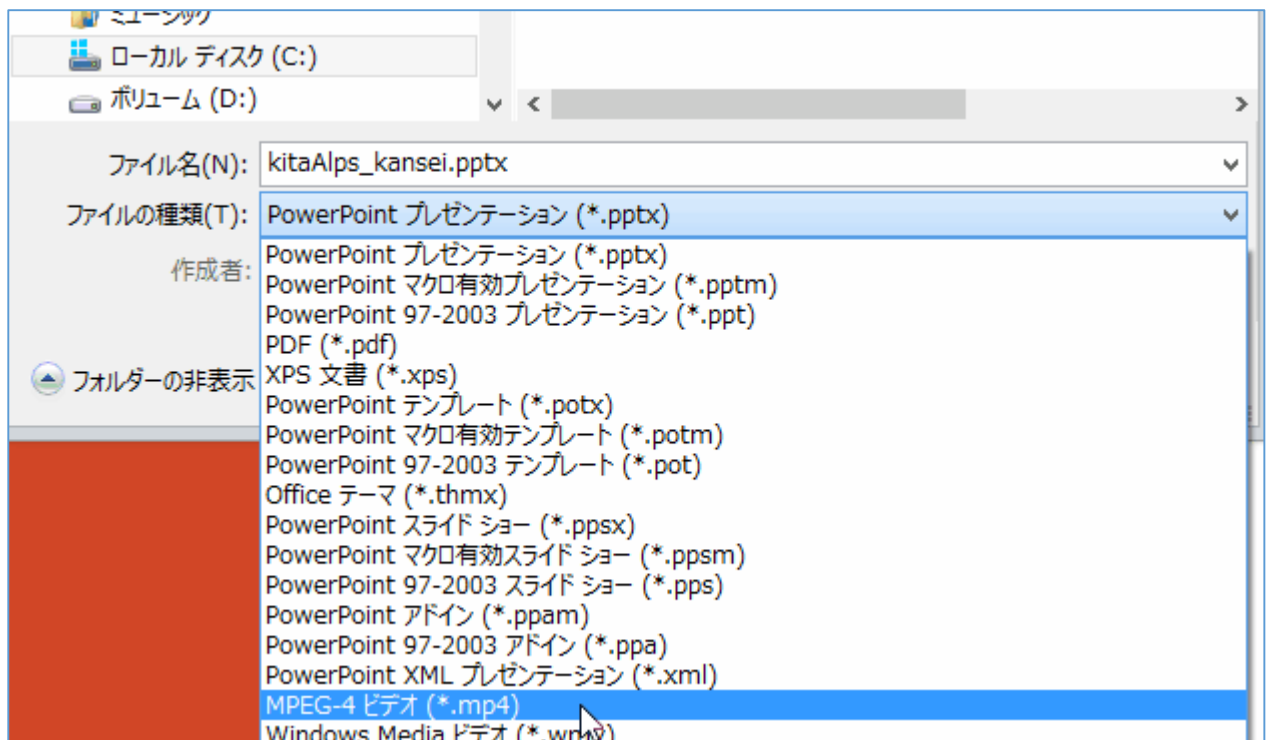 ミュージック
ローカル ディスク (C:)
ボリューム (D:)
ファイル名(N): kitaAlps_kansei.pptx
ファイルの種類(T): PowerPoint プレゼンテーション (*.pptx)
PowerPoint プレゼンテーション (*.pptx)
作成者:
PowerPoint マクロ有効プレゼンテーション (*.pptm)
PowerPoint 97-2003 プレゼンテーション (*.ppt)
PDF (*.pdf)
フォルダーの非表示
XPS 文書 (*.xps)
PowerPoint テンプレート (*.potx)
PowerPoint マクロ有効テンプレート (*.potm)
PowerPoint 97-2003 テンプレート (*.pot)
Office テーマ (*.thmx)
PowerPoint スライド ショー (*.ppsx)
PowerPoint マクロ有効スライド ショー (*.ppsm)
PowerPoint 97-2003 スライド ショー (*.pps)
PowerPoint アドイン (*.ppam)
PowerPoint 97-2003 アドイン (*.ppa)
PowerPoint XML プレゼンテーション (*.xml)
MPEG-4 ビデオ (*.mp4)
Windows Media ビデオ (*.wmv)